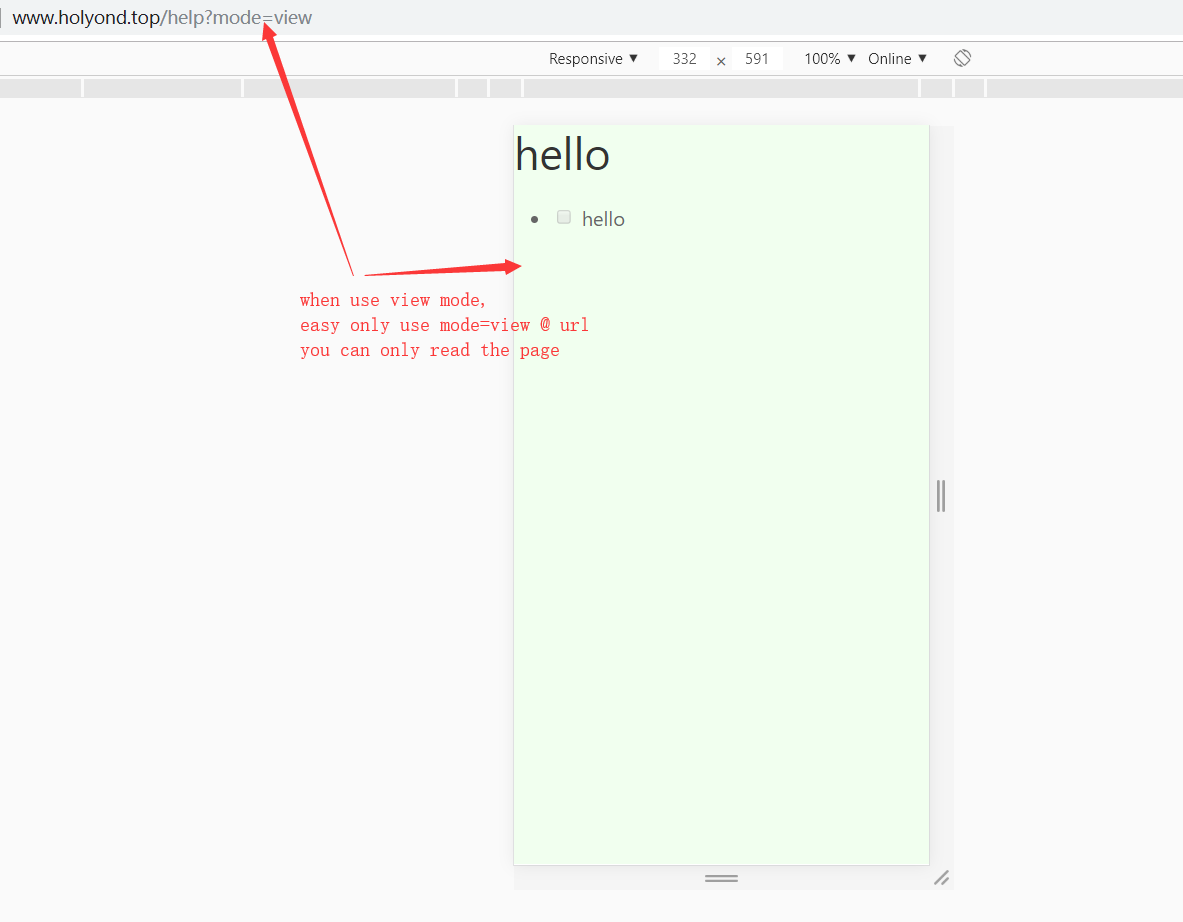 www.holyond.top/help?mode=view
Responsive ▼ 332 × 591 100% ▼ Online ▼
hello
hello
when use view mode,
easy only use mode=view @ url
you can only read the page